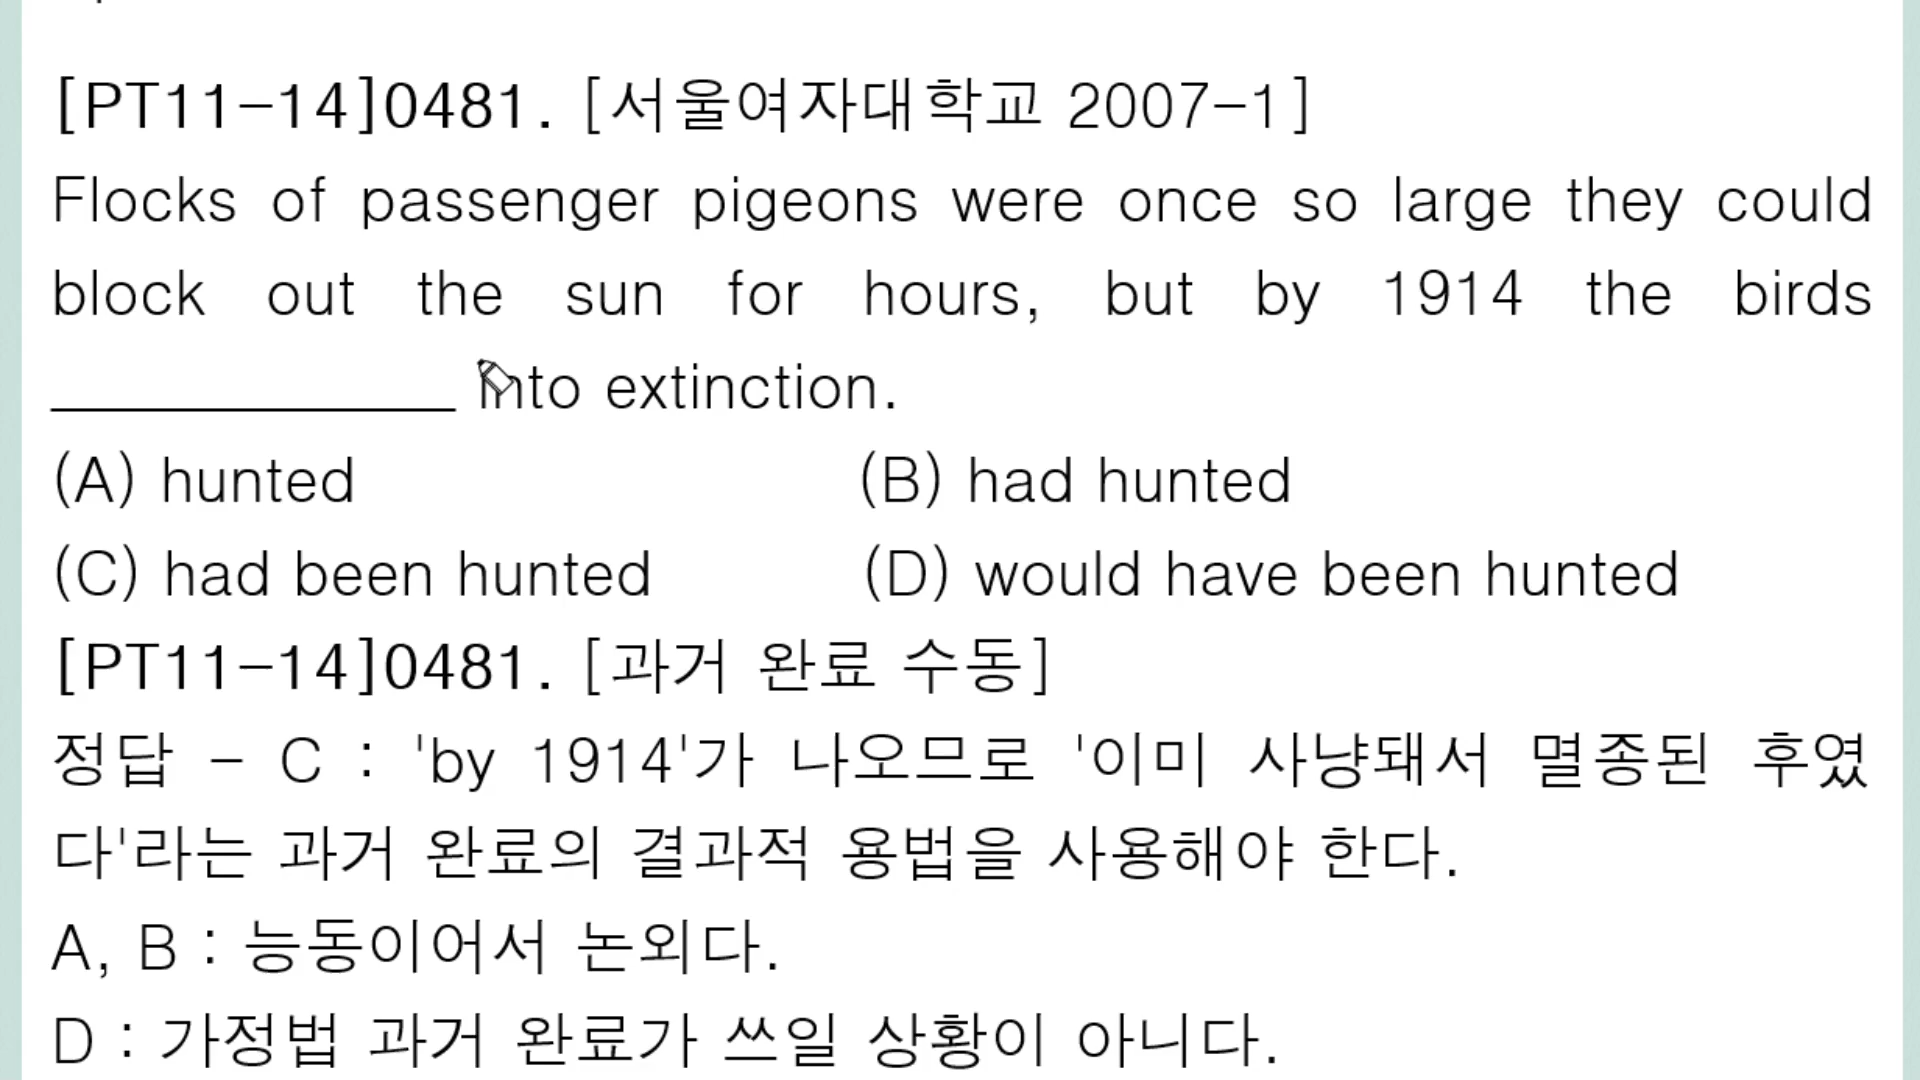 [PT11-14]0481. [서울여자대학교 2007-1]
Flocks of passenger pigeons were once so large they could
block out the sun for hours, but by 1914 the birds
____________ into extinction.
(A) hunted (B) had hunted
(C) had been hunted (D) would have been hunted
[PT11-14]0481. [과거 완료 수동]
정답 - C : 'by 1914'가 나오므로 '이미 사냥돼서 멸종된 후였
다'라는 과거 완료의 결과적 용법을 사용해야 한다.
A, B : 능동이어서 논외다.
D : 가정법 과거 완료가 쓰일 상황이 아니다.